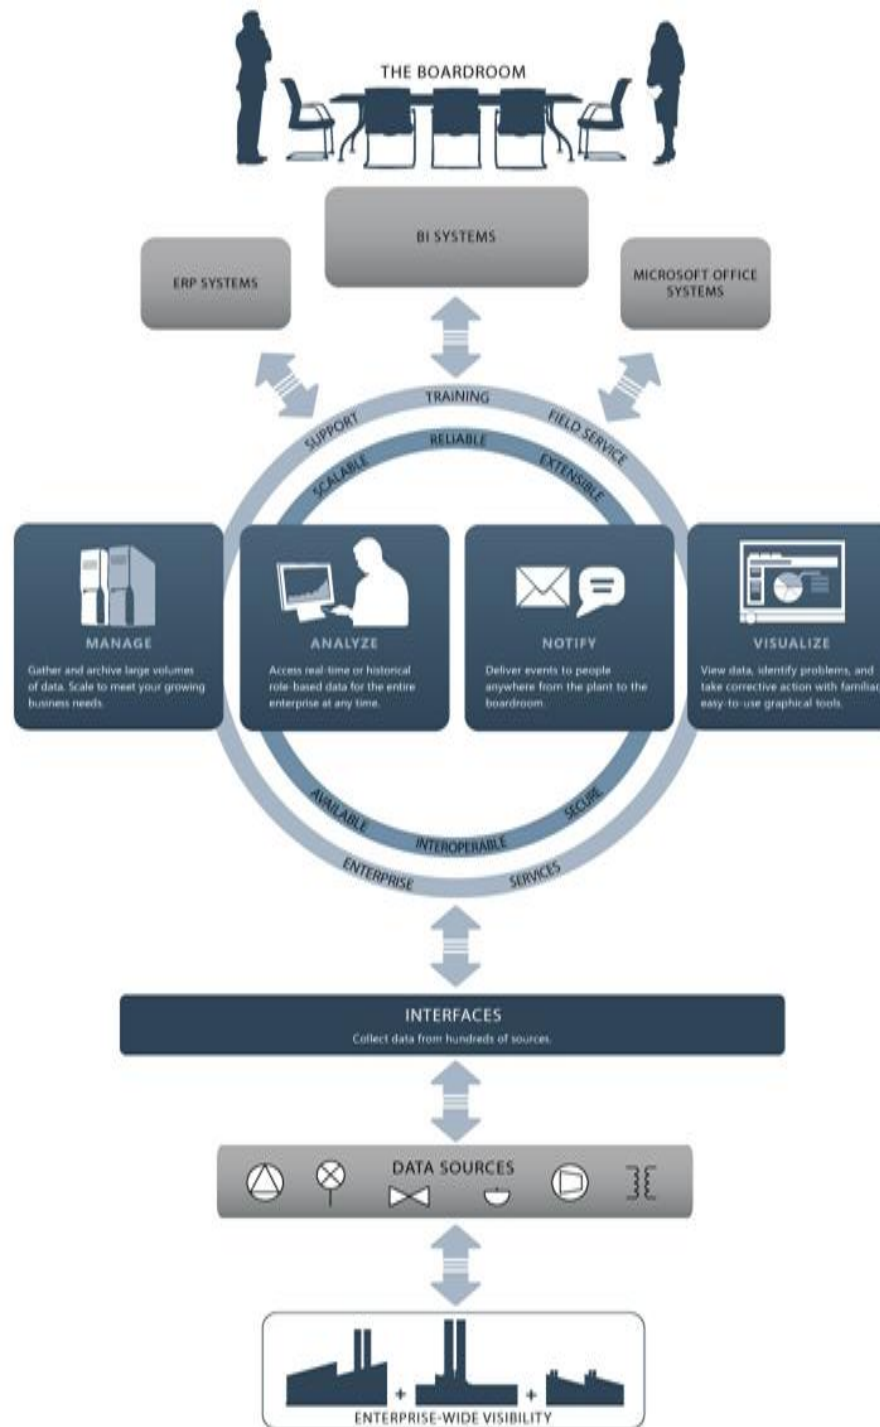 THE BOARDROOM
BI SYSTEMS
ERP SYSTEMS
MICROSOFT OFFICE
SYSTEMS
SUPPORT
TRAINING
FIELD SERVICE
SCALABLE
RELIABLE
EXTENSIBLE
MANAGE
Gather and archive large volumes
of data. Scale to meet your growing
business needs.
ANALYZE
Access real-time or historical
role-based data for the entire
enterprise at any time.
NOTIFY
Deliver events to people
anywhere from the plant to the
boardroom.
VISUALIZE
View data, identify problems, and
take corrective action with familiar,
easy-to-use graphical tools.
AVAILABLE
INTEROPERABLE
SECURE
ENTERPRISE
SERVICES
INTERFACES
Collect data from hundreds of sources.
DATA SOURCES
+ +
ENTERPRISE-WIDE VISIBILITY